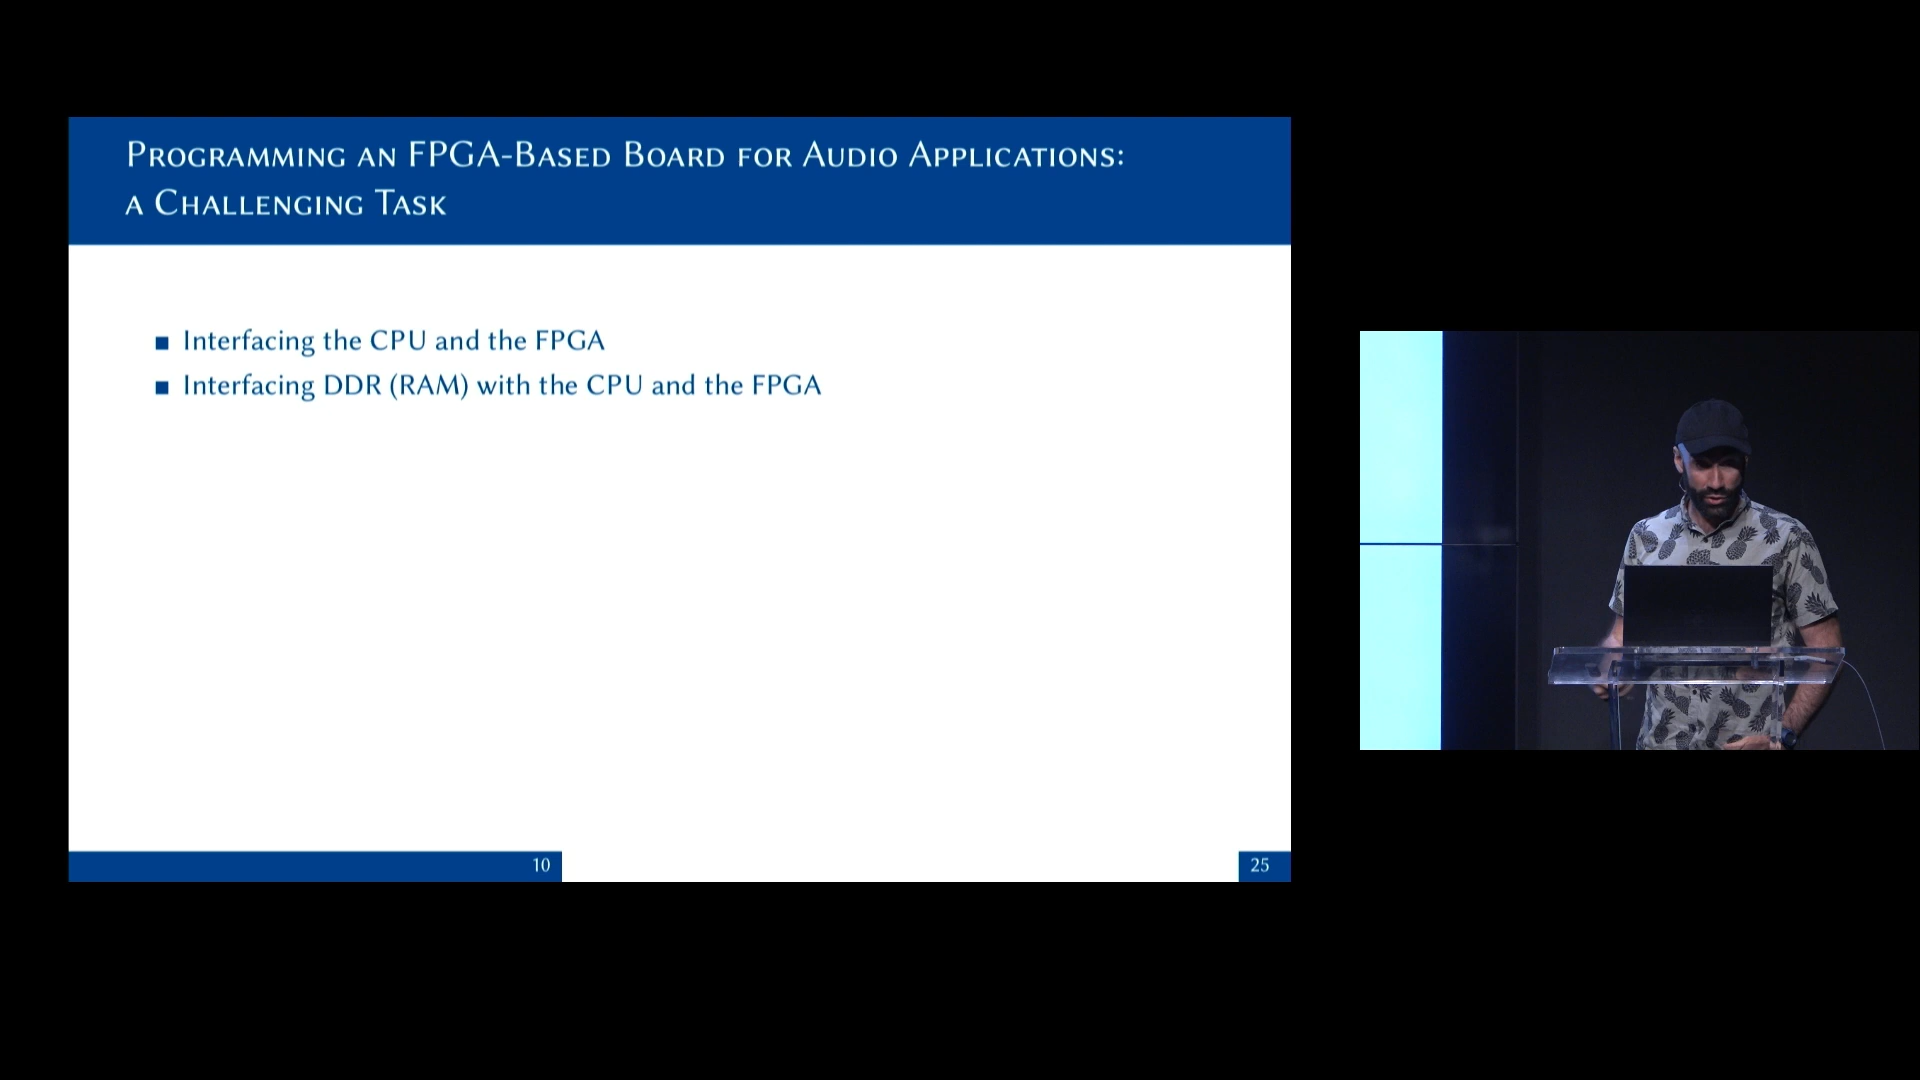 Programming an FPGA-Based Board for Audio Applications:
a Challenging Task
Interfacing the CPU and the FPGA
Interfacing DDR (RAM) with the CPU and the FPGA
10
25